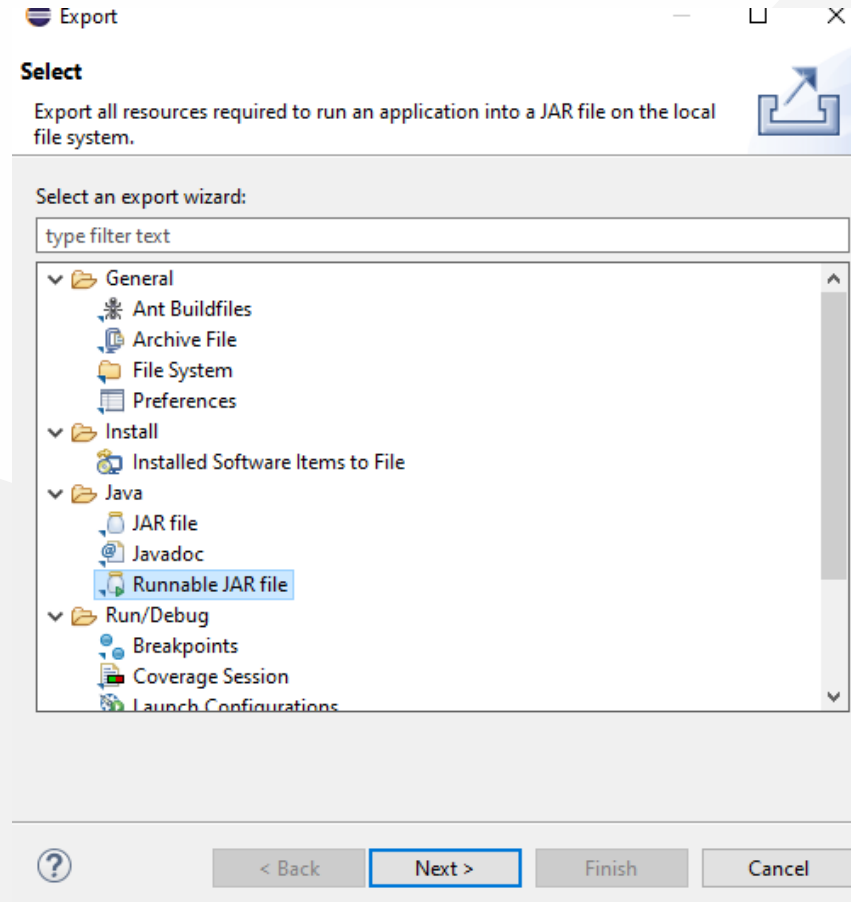 Export
Select
Export all resources required to run an application into a JAR file on the local
file system.
Select an export wizard:
type filter text
General
Ant Buildfiles
Archive File
File System
Preferences
Install
Installed Software Items to File
Java
JAR file
Javadoc
Runnable JAR file
Run/Debug
Breakpoints
Coverage Session
Launch Configurations
< Back Next > Finish Cancel